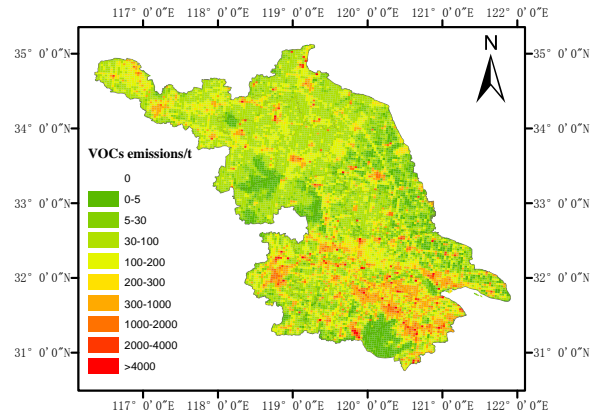 117° 0′0″E 118° 0′0″E 119° 0′0″E 120° 0′0″E 121° 0′0″E 122° 0′0″E
N
35° 0′0″N 35° 0′0″N
34° 0′0″N 34° 0′0″N
33° 0′0″N 33° 0′0″N
32° 0′0″N 32° 0′0″N
31° 0′0″N 31° 0′0″N
VOCs emissions/t
0
0-5
5-30
30-100
100-200
200-300
300-1000
1000-2000
2000-4000
>4000
117° 0′0″E 118° 0′0″E 119° 0′0″E 120° 0′0″E 121° 0′0″E 122° 0′0″E